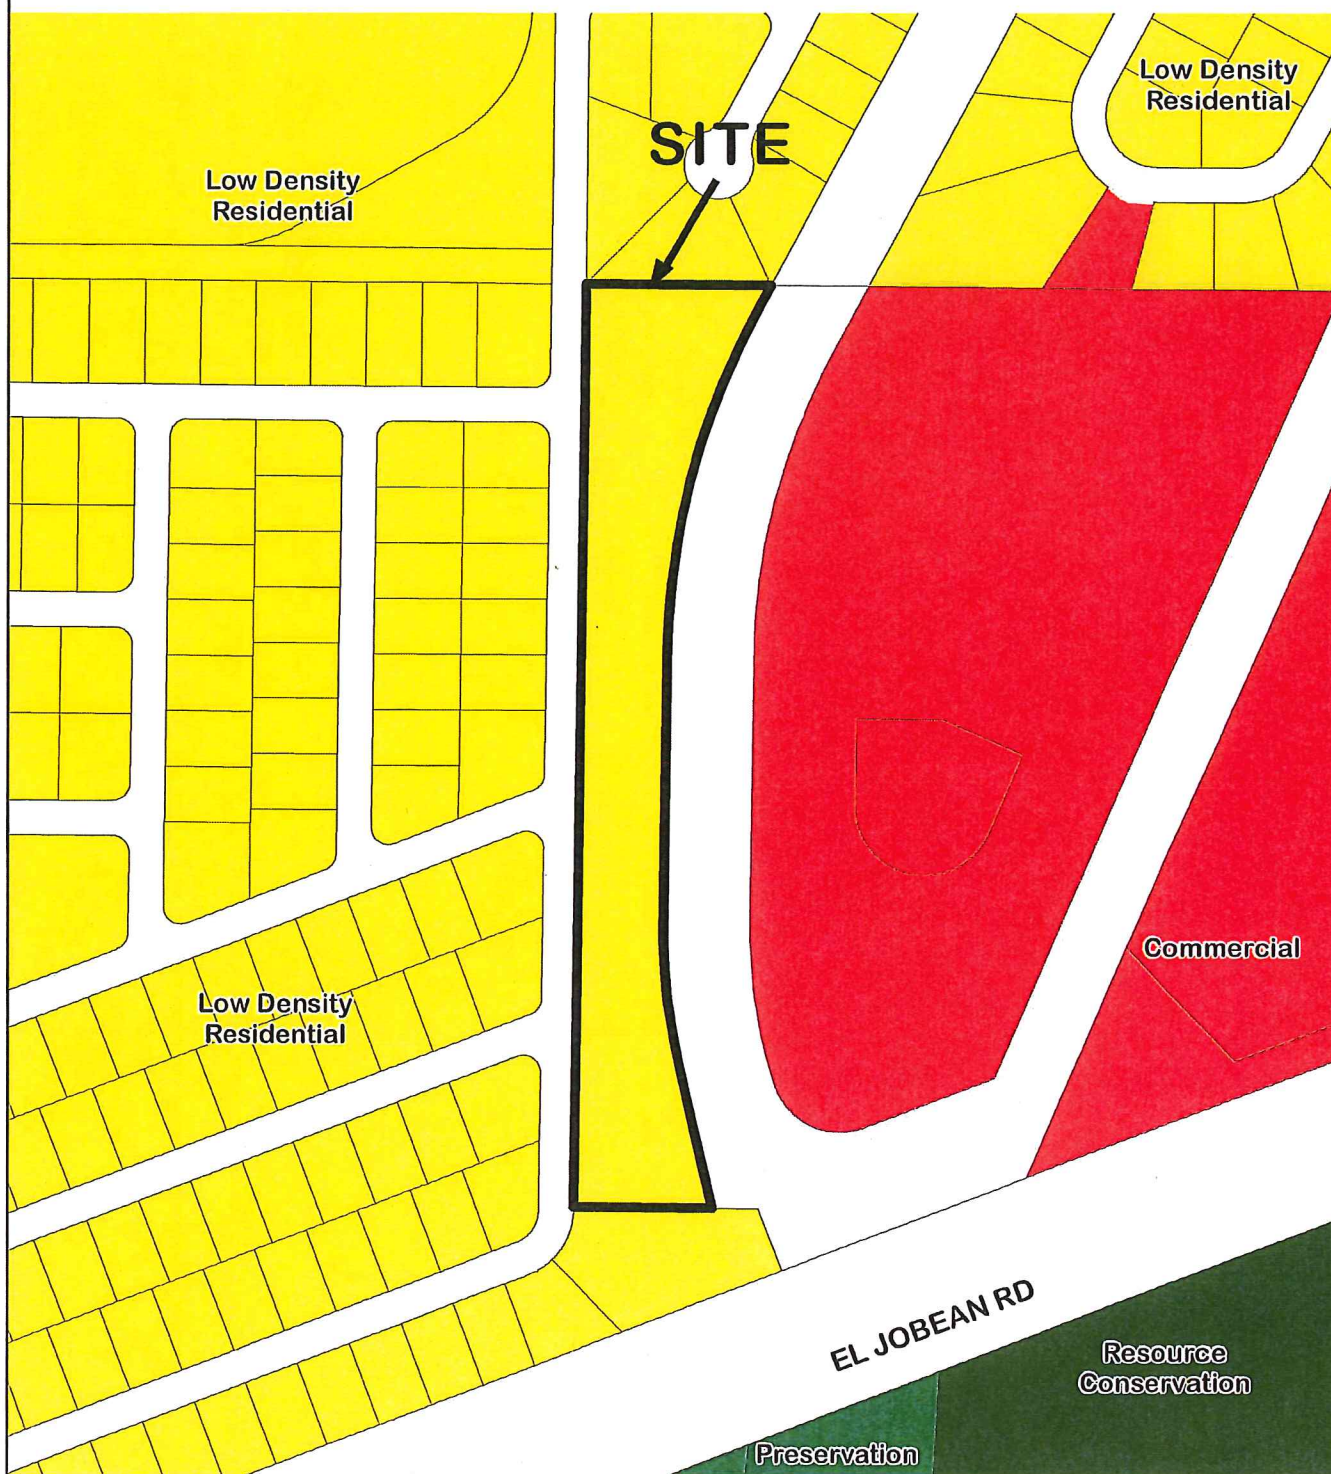 Low Density
Residential
SITE
Low Density
Residential
Commercial
Low Density
Residential
EL JOBEAN RD
Resource
Conservation
Preservation